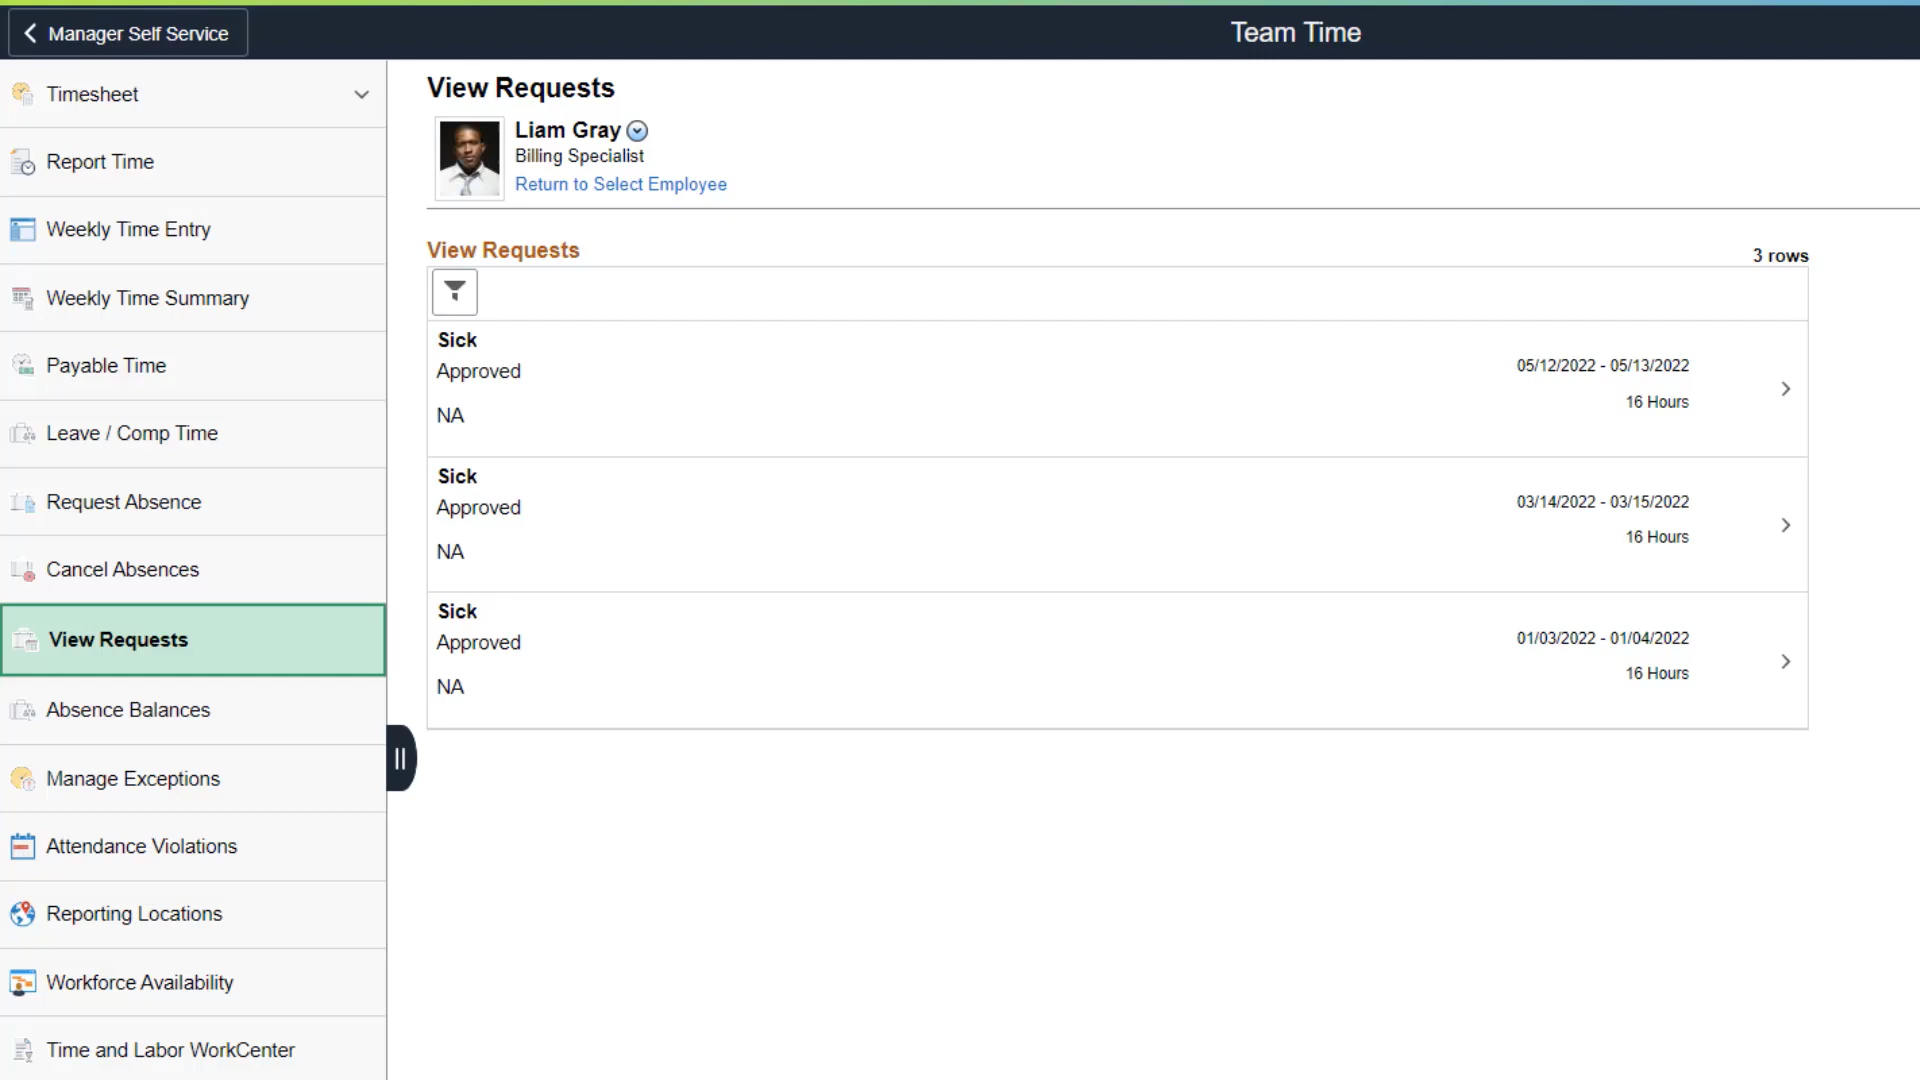 Manager Self Service
Team Time
Timesheet
Report Time
Weekly Time Entry
Weekly Time Summary
Payable Time
Leave / Comp Time
Request Absence
Cancel Absences
View Requests
Absence Balances
Manage Exceptions
Attendance Violations
Reporting Locations
Workforce Availability
Time and Labor WorkCenter
View Requests
Liam Gray
Billing Specialist
Return to Select Employee
View Requests
3 rows
Sick
Approved
NA
05/12/2022 - 05/13/2022
16 Hours
Sick
Approved
NA
03/14/2022 - 03/15/2022
16 Hours
Sick
Approved
NA
01/03/2022 - 01/04/2022
16 Hours